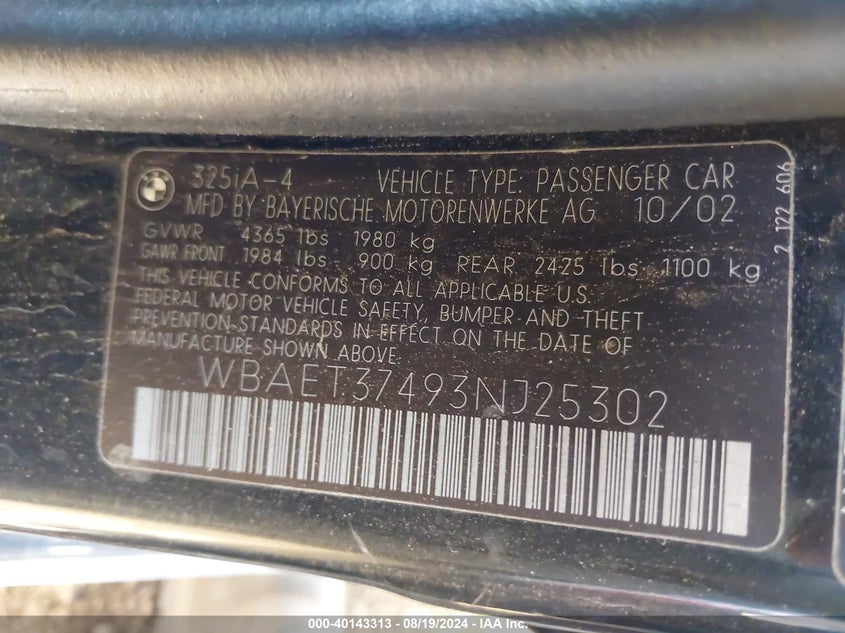 325iA-4 VEHICLE TYPE: PASSENGER CAR
MFD BY BAYERISCHE MOTORENWERKE AG 10/02
GVWR 4365 lbs 1980 kg
GAWR FRONT 1984 lbs- 900 kg REAR 2425 lbs 1100 kg
THIS VEHICLE CONFORMS TO ALL APPLICABLE U.S.
FEDERAL MOTOR VEHICLE SAFETY, BUMPER AND THEFT
PREVENTION STANDARDS IN EFFECT ON THE DATE OF
MANUFACTURE SHOWN ABOVE.
WBAET37493NJ25302
2 122 606
000-40143313 - 08/19/2024 - IAA Inc.